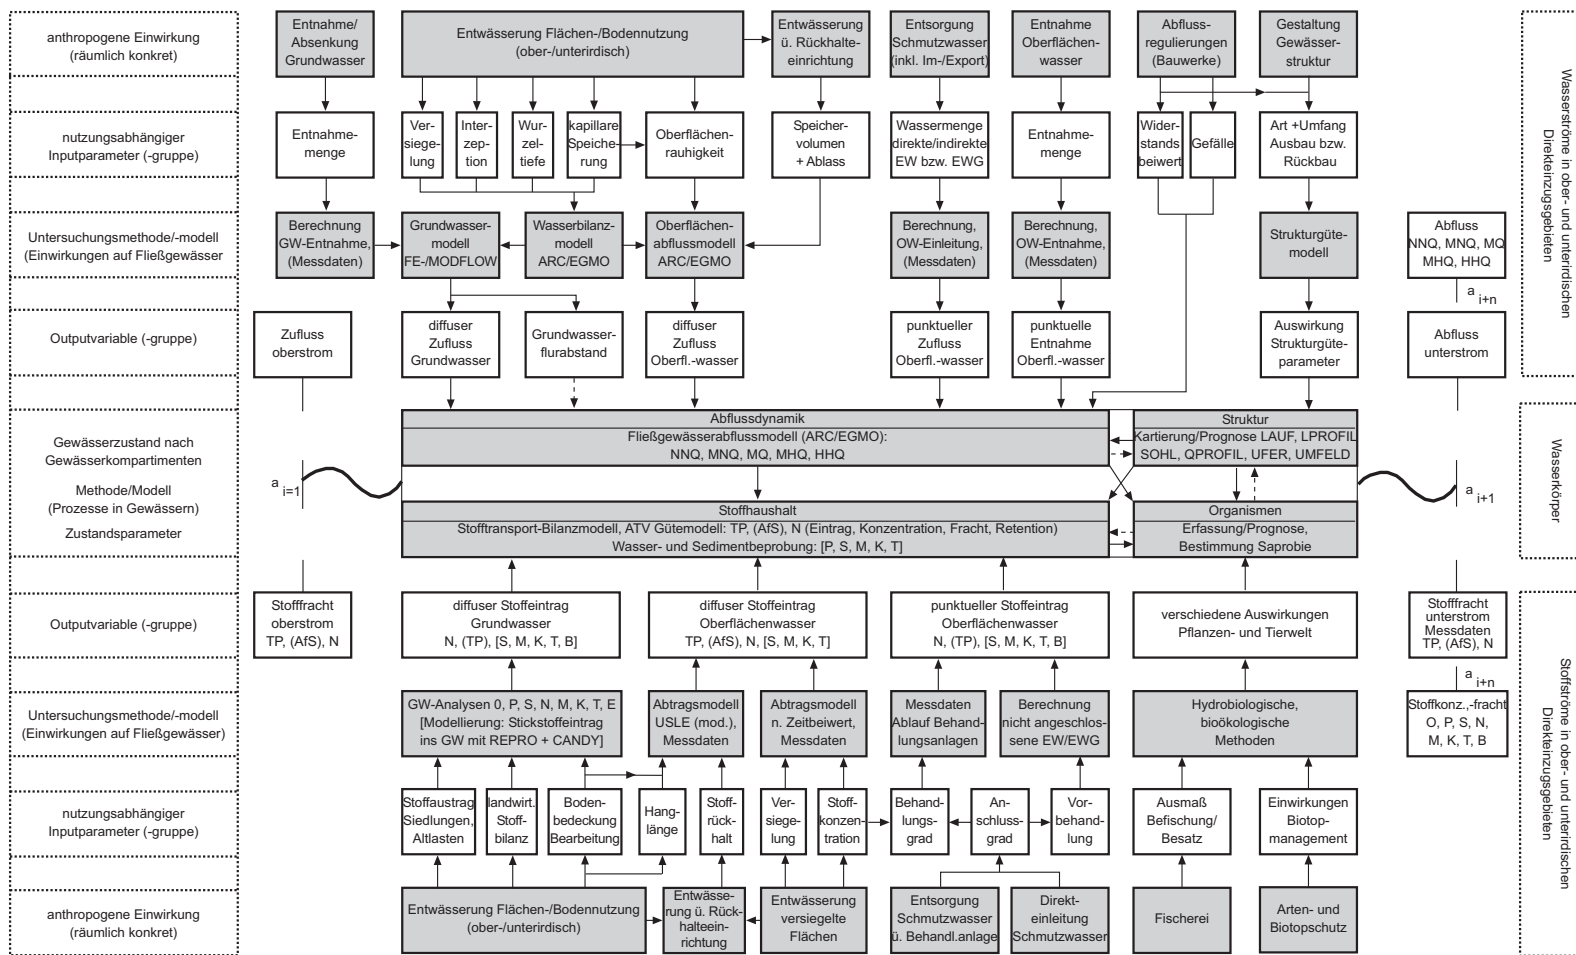 anthropogene Einwirkung
(räumlich konkret)
Entnahme/
Absenkung
Grundwasser
Entwässerung Flächen-/Bodennutzung
(ober-/unterirdisch)
Entwässerung
ü. Rückhalte-
einrichtung
Entsorgung
Schmutzwasser
(inkl. Im-/Export)
Entnahme
Oberflächen-
wasser
Abfluss-
regulierungen
(Bauwerke)
Gestaltung
Gewässer-
struktur
nutzungsabhängiger
Inputparameter (-gruppe)
Entnahme-
menge
Ver-
siege-
lung
Inter-
zep-
tion
Wur-
zel-
tiefe
kapillare
Speiche-
rung
Oberflächen-
rauhigkeit
Speicher-
volumen
+ Ablass
Wassermenge
direkte/indirekte
EW bzw. EWG
Entnahme-
menge
Wider-
stands
beiwert
Gefälle
Art +Umfang
Ausbau bzw.
Rückbau
Untersuchungsmethode/-modell
(Einwirkungen auf Fließgewässer
Berechnung
GW-Entnahme,
(Messdaten)
Grundwasser-
modell
FE-/MODFLOW
Wasserbilanz-
modell
ARC/EGMO
Oberflächen-
abflussmodell
ARC/EGMO
Berechnung,
OW-Einleitung,
(Messdaten)
Berechnung,
OW-Entnahme,
(Messdaten)
Strukturgüte-
modell
Abfluss
NNQ, MNQ, MQ
MHQ, HHQ
a i+n
Outputvariable (-gruppe)
Zufluss
oberstrom
diffuser
Zufluss
Grundwasser
Grundwasser-
flurabstand
diffuser
Zufluss
Oberfl.-wasser
punktueller
Zufluss
Oberfl.-wasser
punktuelle
Entnahme
Oberfl.-wasser
Auswirkung
Strukturgüte-
parameter
Abfluss
unterstrom
Wasserströme in ober- und unterirdischen
Direkteinzugsgebieten
Gewässerzustand nach
Gewässerkompartimenten
Methode/Modell
(Prozesse in Gewässern)
Zustandsparameter
a i=1
Abflussdynamik
Fließgewässerabflussmodell (ARC/EGMO):
NNQ, MNQ, MQ, MHQ, HHQ
Struktur
Kartierung/Prognose LAUF, LPROFIL
SOHL, QPROFIL, UFER, UMFELD
Stoffhaushalt
Stofftransport-Bilanzmodell, ATV Gütemodell: TP, (AfS), N (Eintrag, Konzentration, Fracht, Retention)
Wasser- und Sedimentbeprobung: [P, S, M, K, T]
Organismen
Erfassung/Prognose,
Bestimmung Saprobie
a i+1
Wasserkörper
Outputvariable (-gruppe)
Stofffracht
oberstrom
TP, (AfS), N
diffuser Stoffeintrag
Grundwasser
N, (TP), [S, M, K, T, B]
diffuser Stoffeintrag
Oberflächenwasser
TP, (AfS), N, [S, M, K, T]
punktueller Stoffeintrag
Oberflächenwasser
N, (TP), [S, M, K, T, B]
verschiedene Auswirkungen
Pflanzen- und Tierwelt
Stofffracht
unterstrom
Messdaten
TP, (AfS), N
a i+n
Untersuchungsmethode/-modell
(Einwirkungen auf Fließgewässer)
GW-Analysen 0, P, S, N, M, K, T, E
[Modellierung: Stickstoffeintrag
ins GW mit REPRO + CANDY]
Abtragsmodell
USLE (mod.),
Messdaten
Abtragsmodell
n. Zeitbeiwert,
Messdaten
Messdaten
Ablauf Behand-
lungsanlagen
Berechnung
nicht angeschlos-
sene EW/EWG
Hydrobiologische,
bioökologische
Methoden
Stoffkonz.,-fracht
O, P, S, N,
M, K, T, B
nutzungsabhängiger
Inputparameter (-gruppe)
Stoffaustrag
Siedlungen,
Altlasten
landwirt.
Stoff-
bilanz
Boden-
bedeckung
Bearbeitung
Hang-
länge
Stoff-
rück-
halt
Ver-
siege-
lung
Stoff-
konzen-
tration
Behand-
lungs-
grad
An-
schluss-
grad
Vor-
behand-
lung
Ausmaß
Befischung/
Besatz
Einwirkungen
Biotop-
management
anthropogene Einwirkung
(räumlich konkret)
Entwässerung Flächen-/Bodennutzung
(ober-/unterirdisch)
Entwässe-
rung ü. Rück-
halteein-
richtung
Entwässerung
versiegelte
Flächen
Entsorgung
Schmutzwasser
ü. Behandl.anlage
Direkt-
einleitung
Schmutzwasser
Fischerei
Arten- und
Biotopschutz
Stoffströme in ober- und unterirdischen
Direkteinzugsgebieten